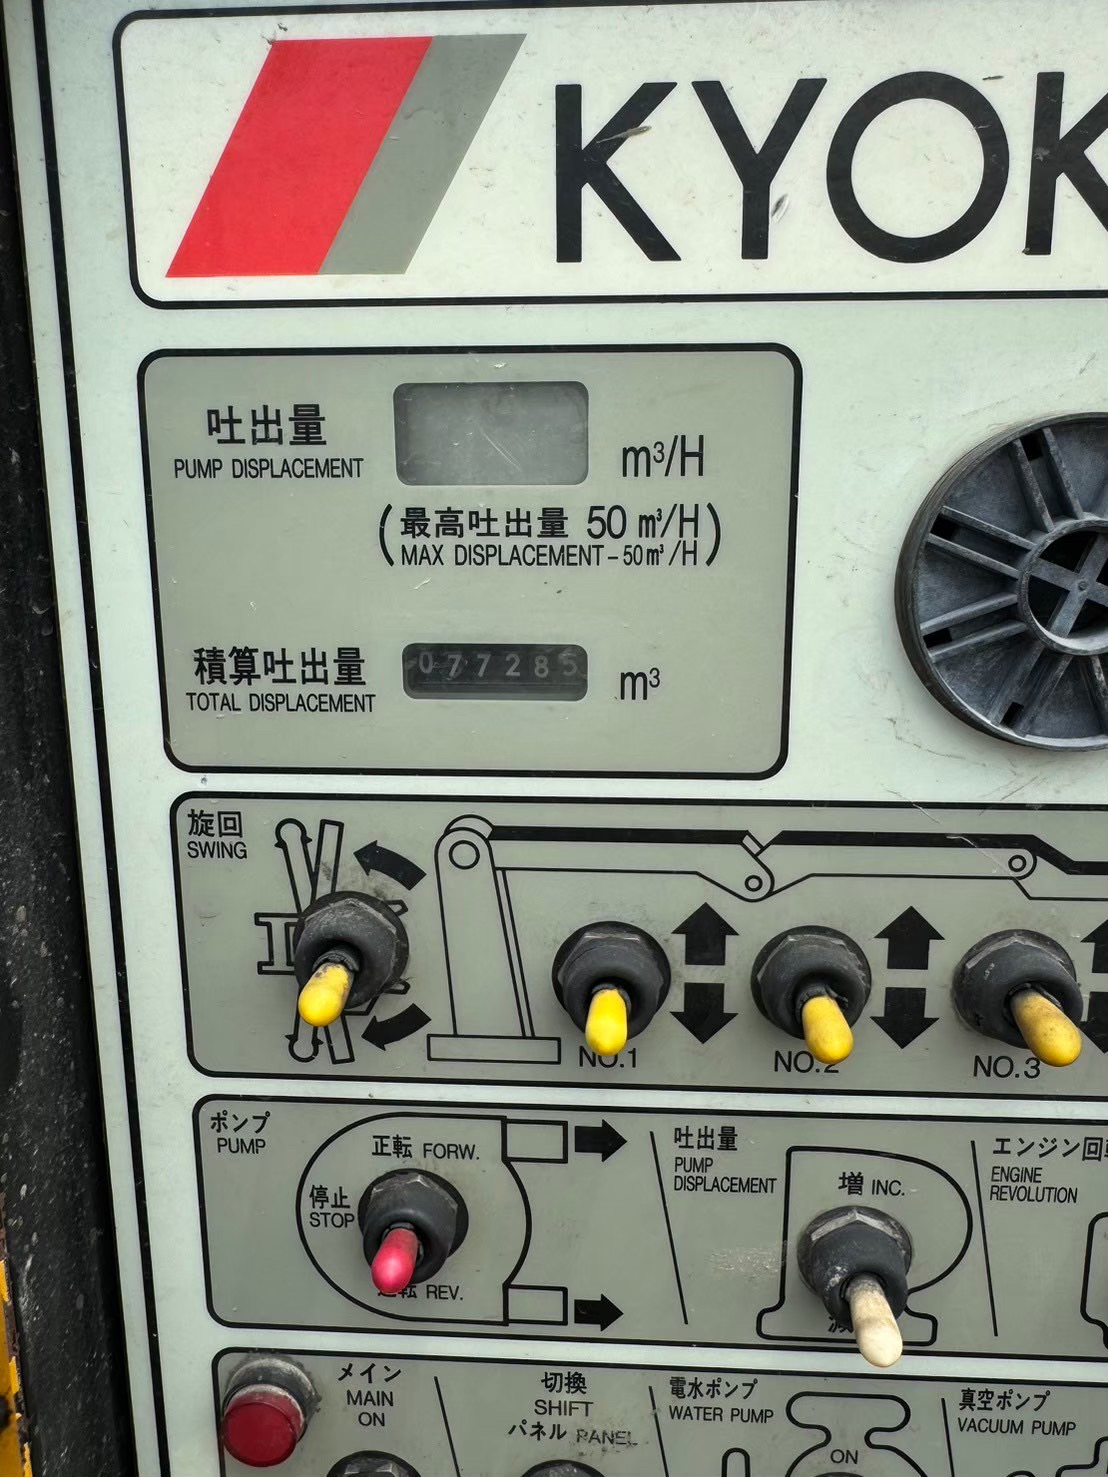 KYOK
吐出量
PUMP DISPLACEMENT
m³/H
(最高吐出量 50 m³/H)
MAX DISPLACEMENT－50m³/H
積算吐出量
TOTAL DISPLACEMENT
077285
m³
旋回
SWING
NO.1
NO.2
NO.3
ポンプ
PUMP
正転 FORW.
停止
STOP
転 REV.
吐出量
PUMP
DISPLACEMENT
増 INC.
エンジン回
ENGINE
REVOLUTION
メイン
MAIN
ON
切換
SHIFT
パネル PANEL
電水ポンプ
WATER PUMP
ON
真空ポンプ
VACUUM PUMP